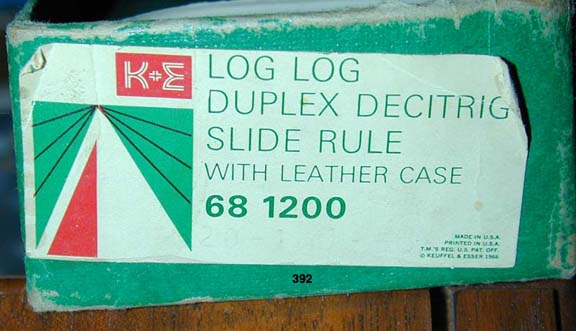 K+E
LOG LOG
DUPLEX DECITRIG
SLIDE RULE
WITH LEATHER CASE
68 1200
MADE IN U.S.A.
PRINTED IN U.S.A.
T.M.'S REG. U.S. PAT. OFF.
© KEUFFEL & ESSER 1966
392